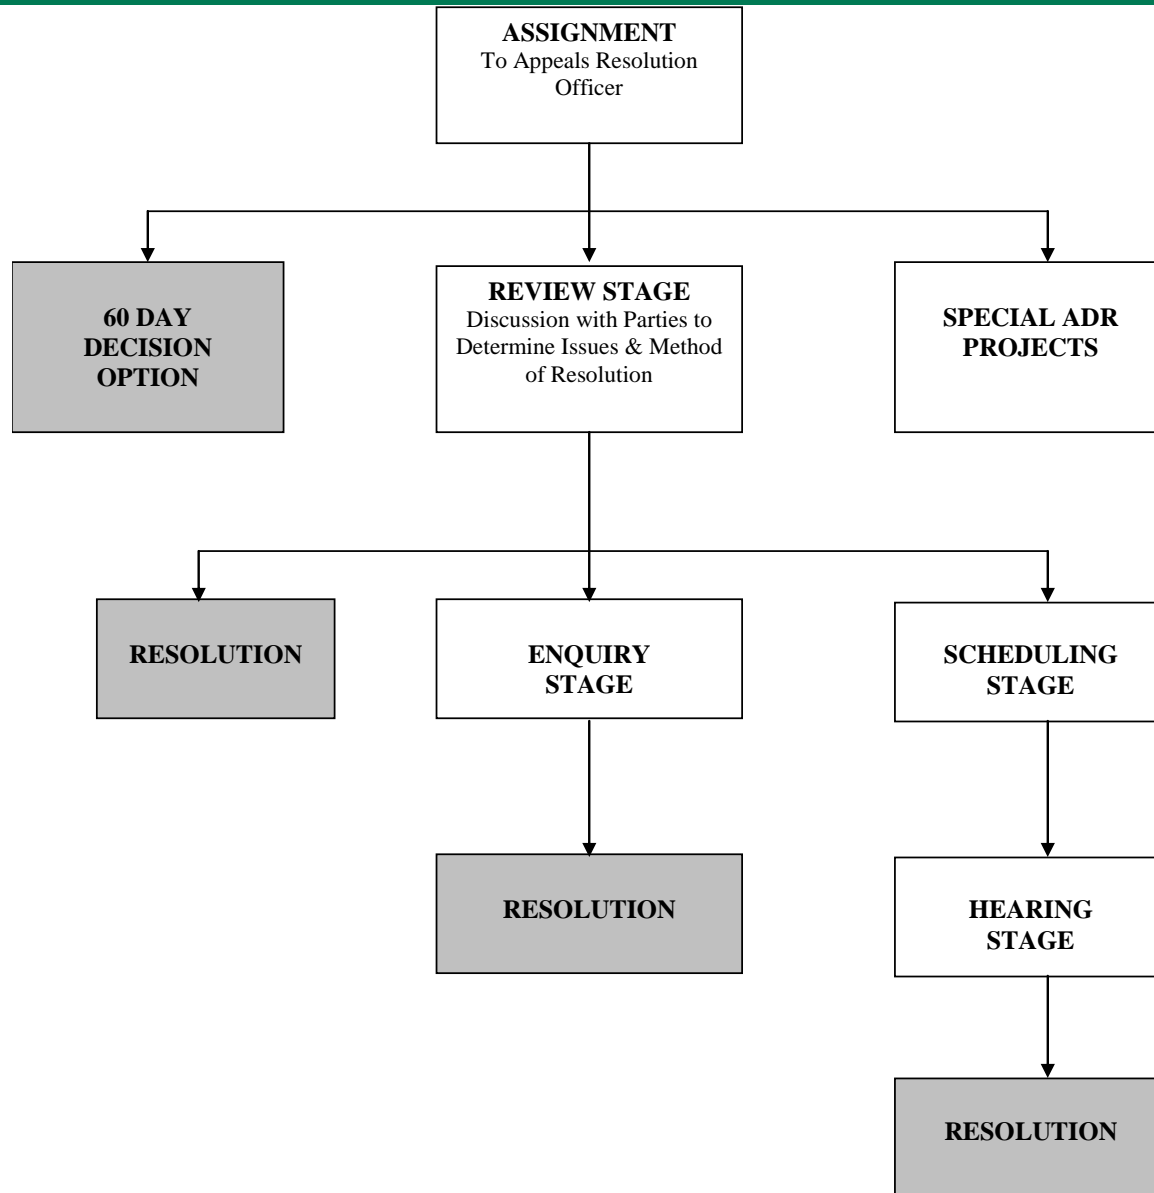 ASSIGNMENT
To Appeals Resolution
Officer
60 DAY
DECISION
OPTION
REVIEW STAGE
Discussion with Parties to
Determine Issues & Method
of Resolution
SPECIAL ADR
PROJECTS
RESOLUTION
ENQUIRY
STAGE
SCHEDULING
STAGE
RESOLUTION
HEARING
STAGE
RESOLUTION